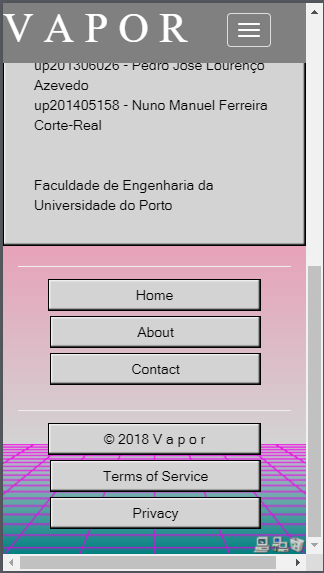 V A P O R
up201306026 - Pedro José Lourenço
Azevedo
up201405158 - Nuno Manuel Ferreira
Corte-Real
Faculdade de Engenharia da
Universidade do Porto
Home
About
Contact
© 2018 V a p o r
Terms of Service
Privacy